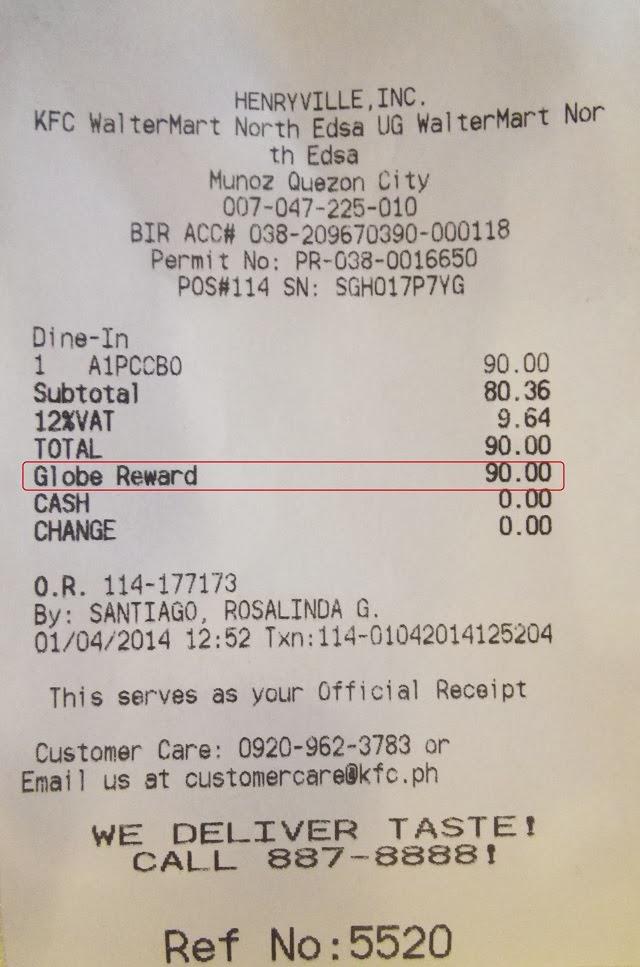 HENRYVILLE,INC.
KFC WalterMart North Edsa UG WalterMart Nor
th Edsa
Munoz Quezon City
007-047-225-010
BIR ACC# 038-209670390-000118
Permit No: PR-038-0016650
POS#114 SN: SGH017P7YG
Dine-In
1 A1PCCBO 90.00
Subtotal 80.36
12%VAT 9.64
TOTAL 90.00
Globe Reward 90.00
CASH 0.00
CHANGE 0.00
O.R. 114-177173
By: SANTIAGO, ROSALINDA G.
01/04/2014 12:52 Txn:114-01042014125204
This serves as your Official Receipt
Customer Care: 0920-962-3783 or
Email us at customercare@kfc.ph
WE DELIVER TASTE!
CALL 887-8888!
Ref No:5520